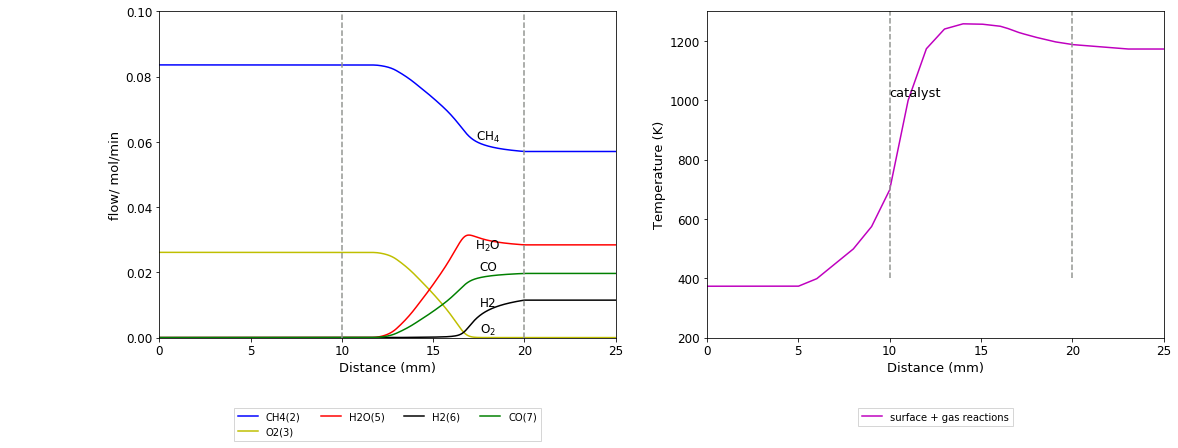 0.10
0.08
0.06
0.04
0.02
0.00
flow/ mol/min
CH₄
H₂O
CO
H2
O₂
0 5 10 15 20 25
Distance (mm)
CH4(2) H2O(5) H2(6) CO(7)
O2(3)
1200
1000
800
600
400
200
Temperature (K)
catalyst
0 5 10 15 20 25
Distance (mm)
surface + gas reactions